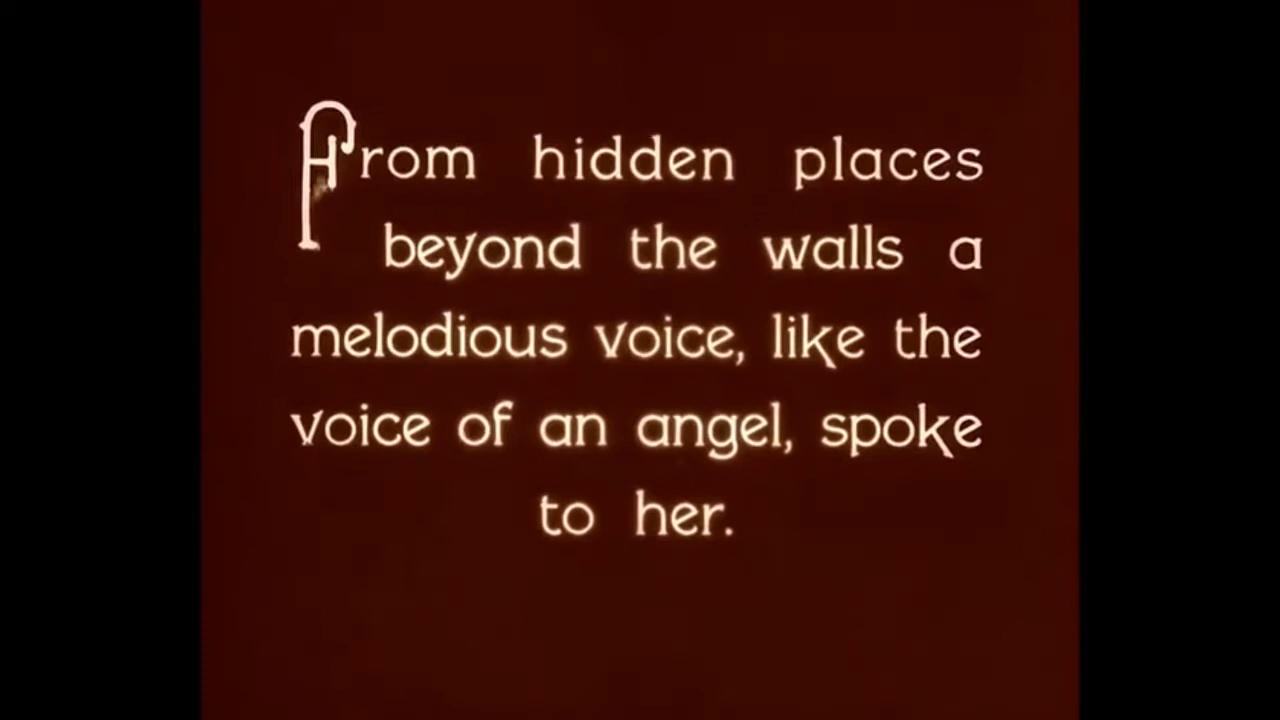 From hidden places
beyond the walls a
melodious voice, like the
voice of an angel, spoke
to her.